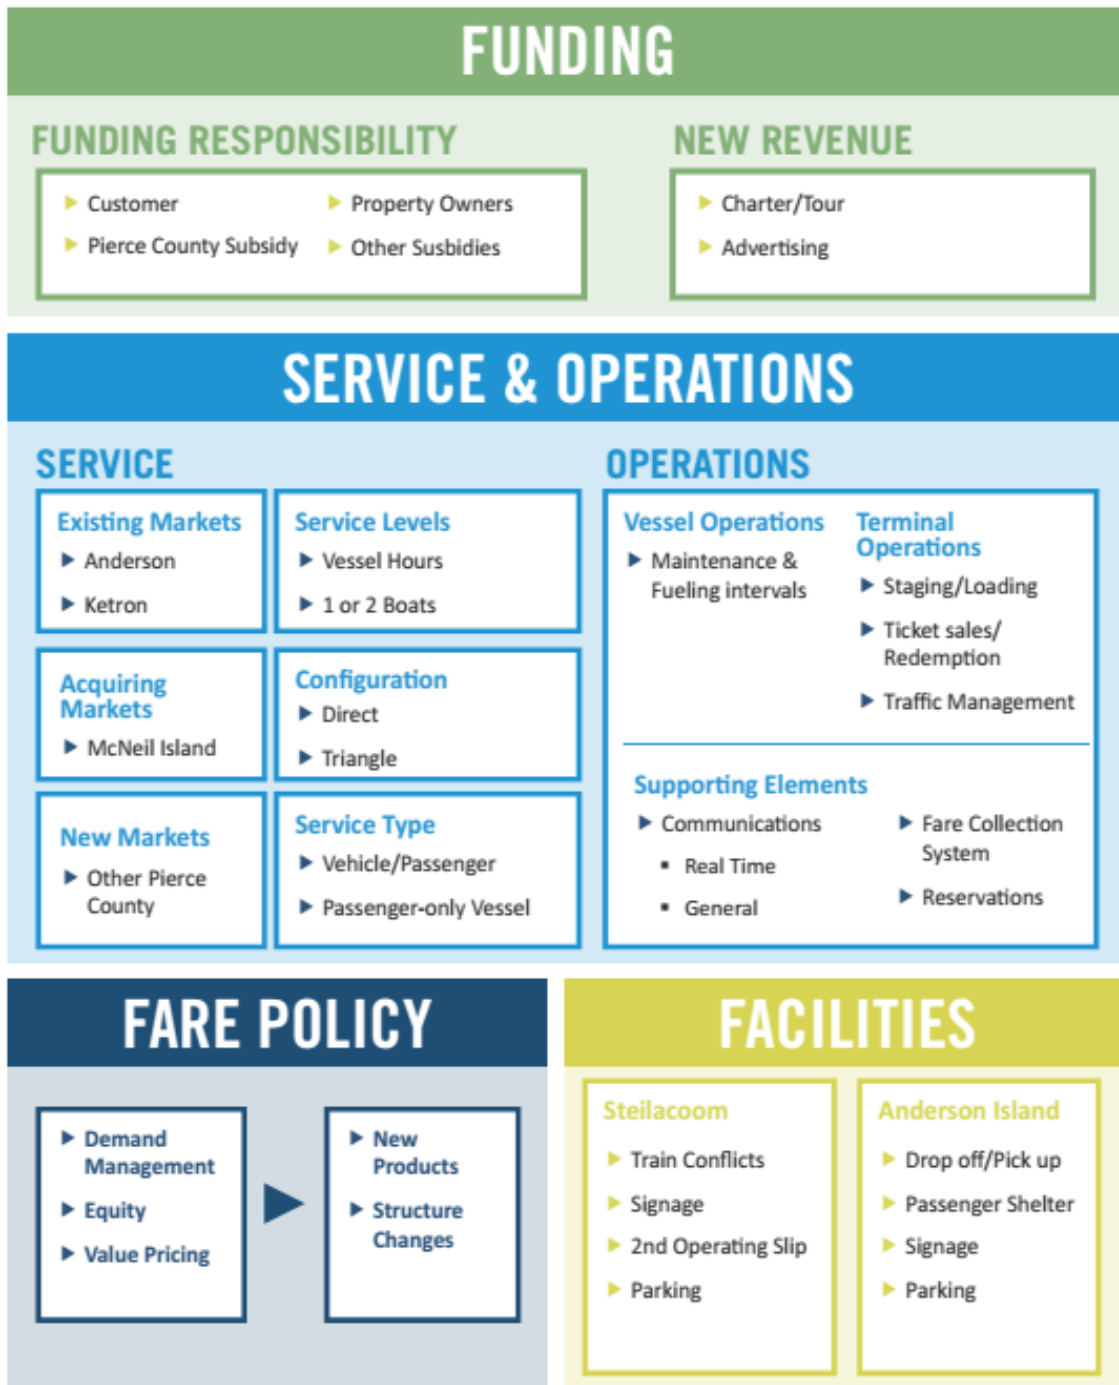 FUNDING
FUNDING RESPONSIBILITY
Customer
Pierce County Subsidy
Property Owners
Other Susbidies
NEW REVENUE
Charter/Tour
Advertising
SERVICE & OPERATIONS
SERVICE
Existing Markets
Anderson
Ketron
Service Levels
Vessel Hours
1 or 2 Boats
Acquiring
Markets
McNeil Island
Configuration
Direct
Triangle
New Markets
Other Pierce
County
Service Type
Vehicle/Passenger
Passenger-only Vessel
OPERATIONS
Vessel Operations
Maintenance &
Fueling intervals
Terminal
Operations
Staging/Loading
Ticket sales/
Redemption
Traffic Management
Supporting Elements
Communications
Real Time
General
Fare Collection
System
Reservations
FARE POLICY
Demand
Management
Equity
Value Pricing
New
Products
Structure
Changes
FACILITIES
Steilacoom
Train Conflicts
Signage
2nd Operating Slip
Parking
Anderson Island
Drop off/Pick up
Passenger Shelter
Signage
Parking